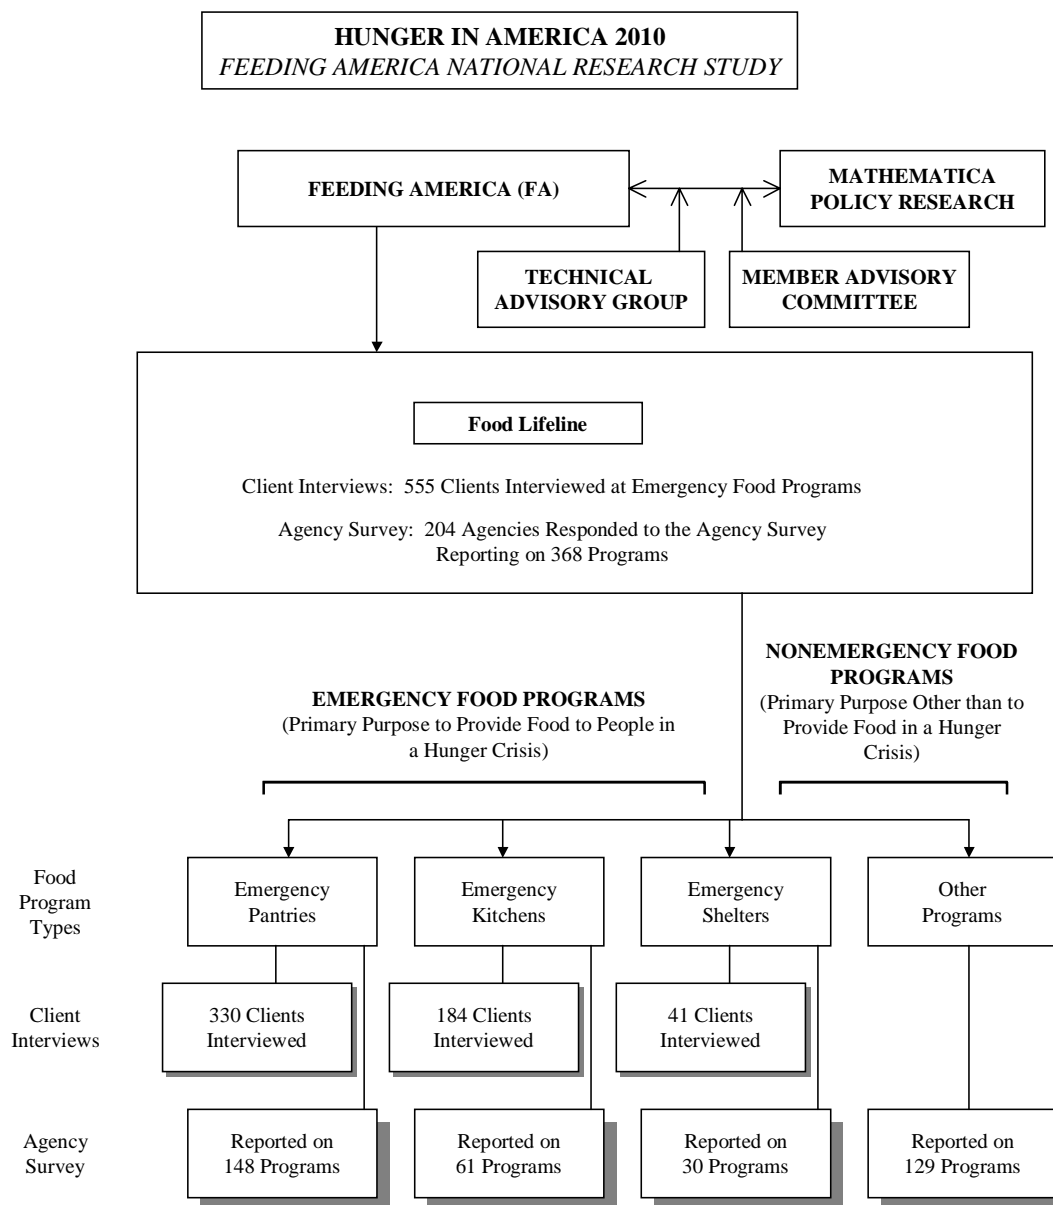 HUNGER IN AMERICA 2010
FEEDING AMERICA NATIONAL RESEARCH STUDY
FEEDING AMERICA (FA)
MATHEMATICA
POLICY RESEARCH
TECHNICAL
ADVISORY GROUP
MEMBER ADVISORY
COMMITTEE
Food Lifeline
Client Interviews:  555 Clients Interviewed at Emergency Food Programs
Agency Survey:  204 Agencies Responded to the Agency Survey
Reporting on 368 Programs
EMERGENCY FOOD PROGRAMS
(Primary Purpose to Provide Food to People in
a Hunger Crisis)
NONEMERGENCY FOOD
PROGRAMS
(Primary Purpose Other than to
Provide Food in a Hunger
Crisis)
Food
Program
Types
Emergency
Pantries
Emergency
Kitchens
Emergency
Shelters
Other
Programs
Client
Interviews
330 Clients
Interviewed
184 Clients
Interviewed
41 Clients
Interviewed
Agency
Survey
Reported on
148 Programs
Reported on
61 Programs
Reported on
30 Programs
Reported on
129 Programs